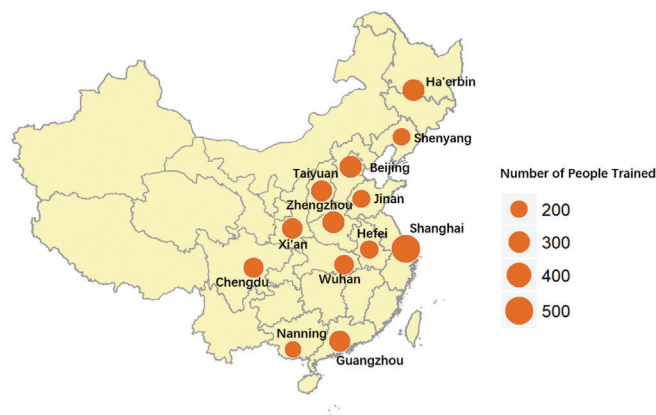 Ha'erbin
Shenyang
Beijing
Taiyuan
Jinan
Zhengzhou
Shanghai
Hefei
Xi'an
Wuhan
Chengdu
Nanning
Guangzhou
Number of People Trained
200
300
400
500